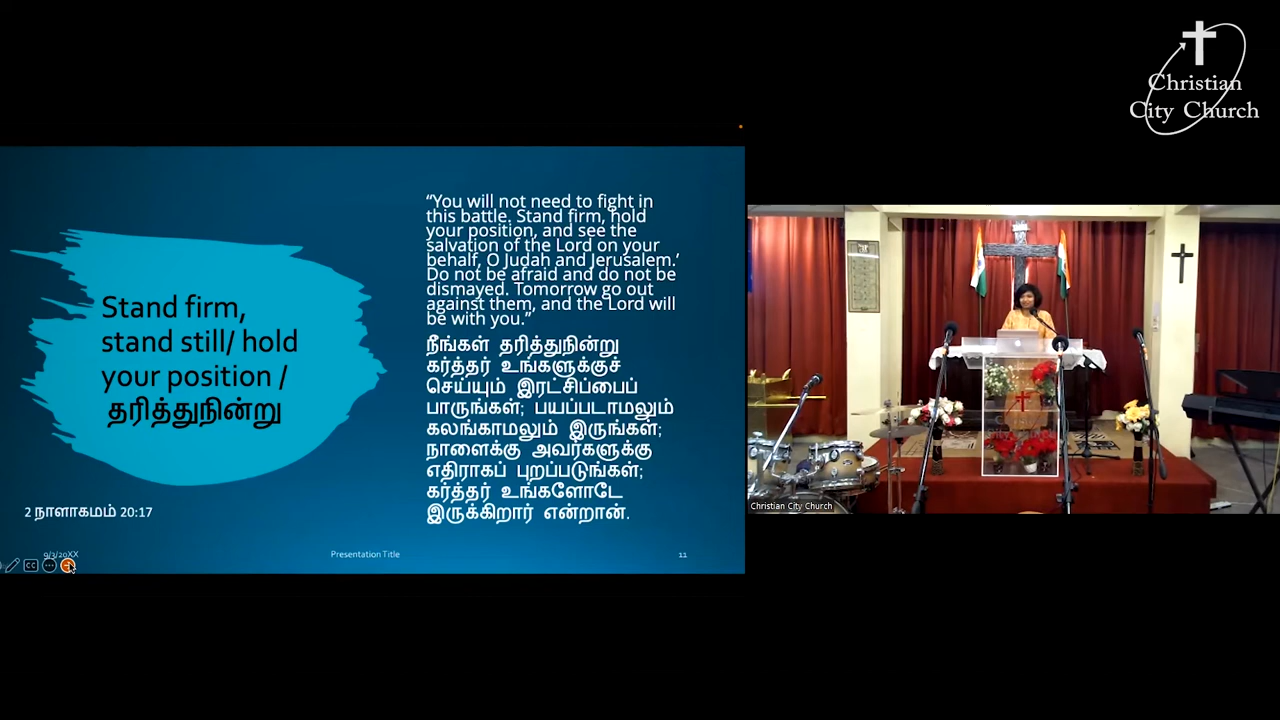 Christian
City Church
Stand firm,
stand still/ hold
your position /
தரித்துநின்று
2 நாளாகமம் 20:17
“You will not need to fight in
this battle. Stand firm, hold
your position, and see the
salvation of the Lord on your
behalf, O Judah and Jerusalem.’
Do not be afraid and do not be
dismayed. Tomorrow go out
against them, and the Lord will
be with you.”
நீங்கள் தரித்துநின்று
கர்த்தர் உங்களுக்குச்
செய்யும் இரட்சிப்பைப்
பாருங்கள்; பயப்படாமலும்
கலங்காமலும் இருங்கள்;
நாளைக்கு அவர்களுக்கு
எதிராகப் புறப்படுங்கள்;
கர்த்தர் உங்களோடே
இருக்கிறார் என்றான்.
9/3/20XX
Presentation Title
11
CC
Christian City Church